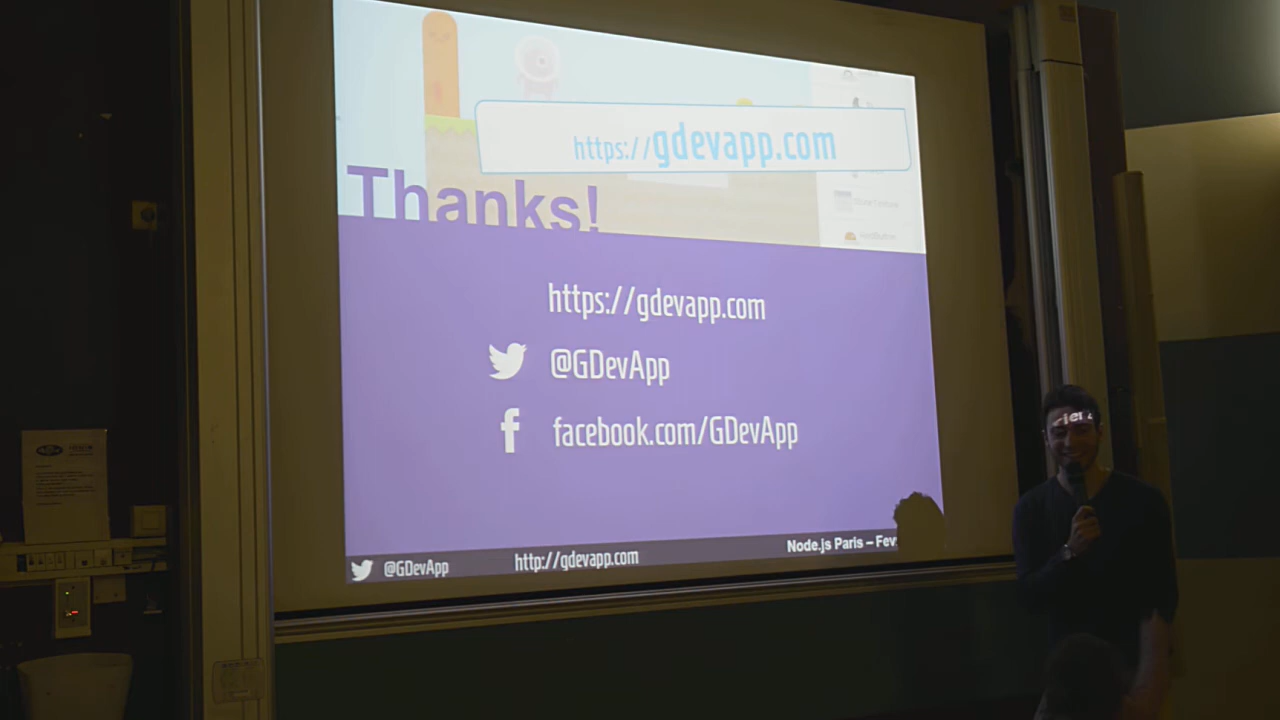 https://gdevapp.com
Thanks!
https://gdevapp.com
@GDevApp
facebook.com/GDevApp
@GDevApp http://gdevapp.com Node.js Paris – Fev